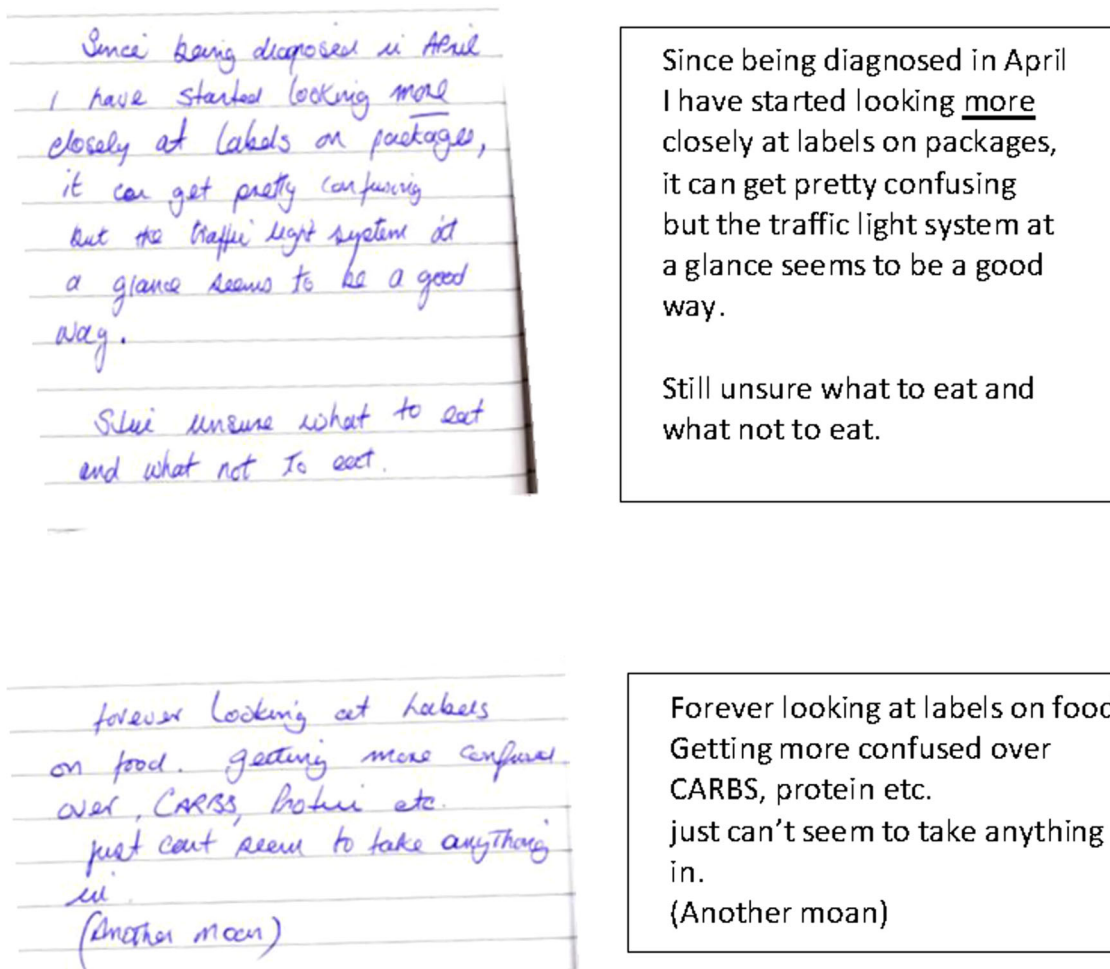 Since being diagnosed in April
I have started looking more
closely at labels on packages,
it can get pretty confusing
but the traffic light system at
a glance seems to be a good
way.
Still unsure what to eat
and what not to eat.
Since being diagnosed in April
I have started looking more
closely at labels on packages,
it can get pretty confusing
but the traffic light system at
a glance seems to be a good
way.
Still unsure what to eat and
what not to eat.
forever looking at labels
on food. getting more confused
over, CARBS, Protein etc.
just cant seem to take anything
in.
(Another moan)
Forever looking at labels on food
Getting more confused over
CARBS, protein etc.
just can’t seem to take anything
in.
(Another moan)